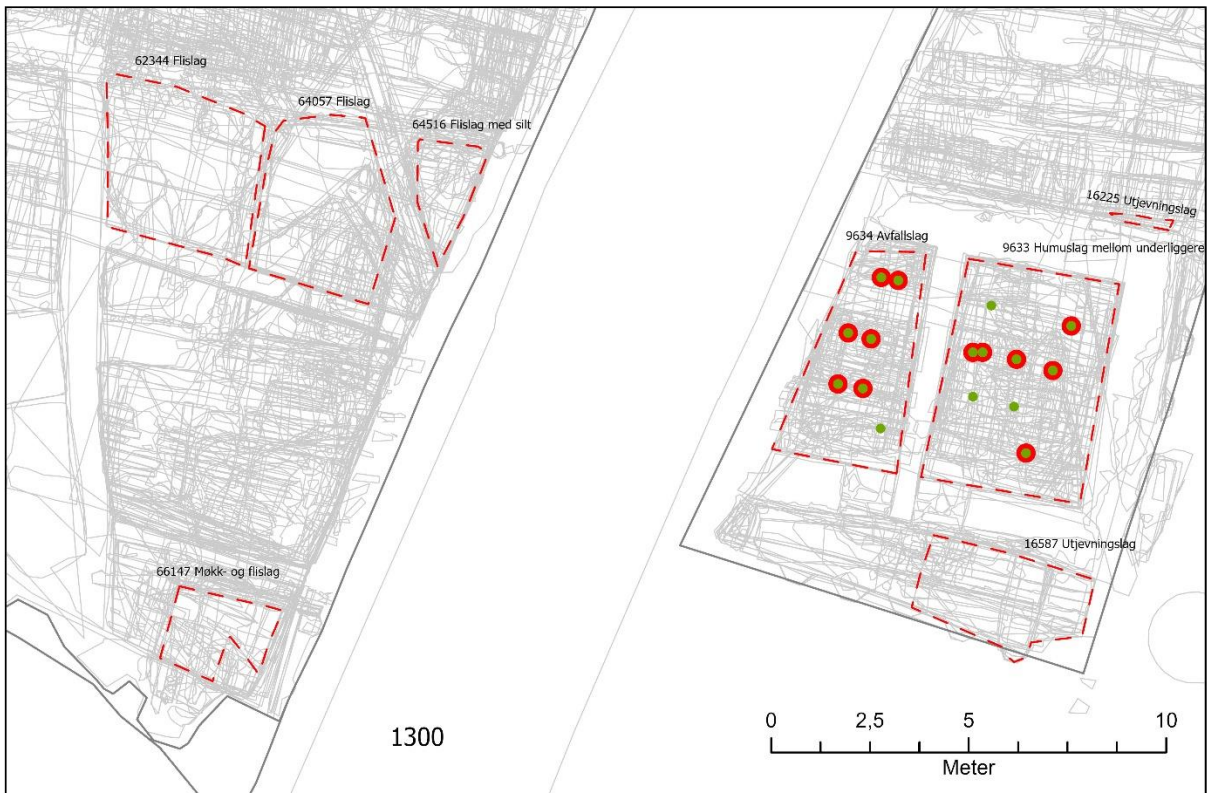 62344 Flislag
64057 Flislag
64516 Flislag med silt
16225 Utjevningslag
9634 Avfallslag
9633 Humuslag mellom underliggere
16587 Utjevningslag
66147 Møkk- og flislag
1300
0 2,5 5 10
Meter